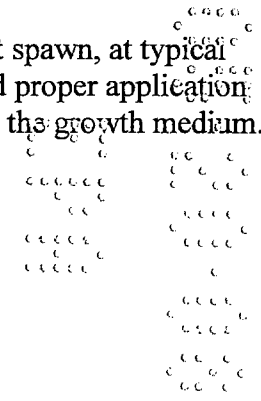 spawn, at typical
proper application
the growth medium.